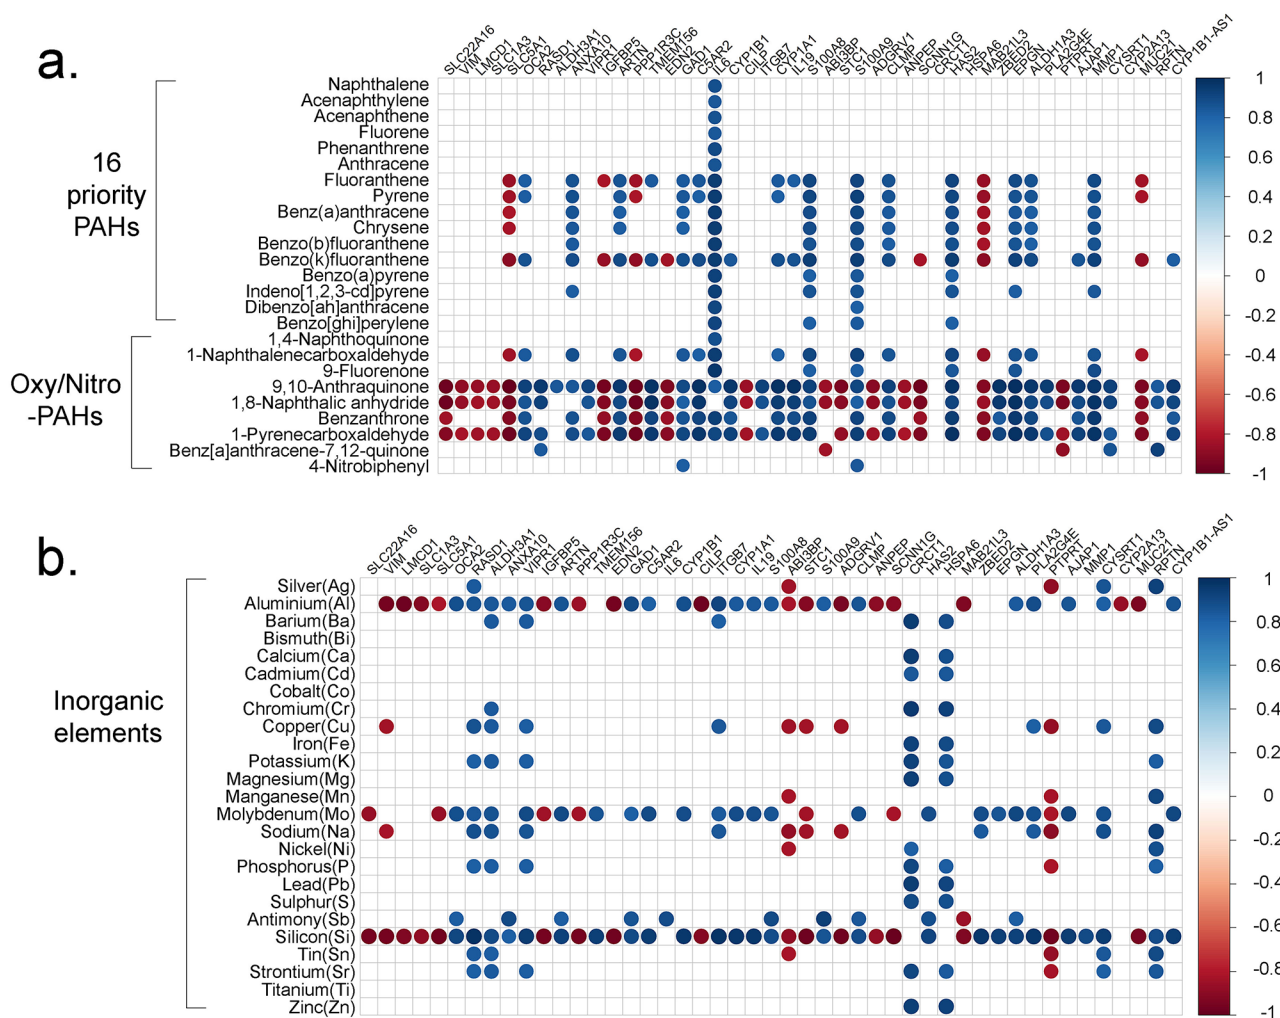 a.
SLC22A16 VIM LMCD1 SLC1A3 SLC5A1 OCA2 RASD1 ALDH3A1 ANXA10 VIPR1 IGFBP5 ARTN PPP1R3C TMEM156 EDN2 GAD1 C5AR2 IL6 CYP1B1 CILP ITGB7 CYP1A1 IL19 S100A8 ABI3BP STC1 S100A9 ADGRV1 CLMP ANPEP SCNN1G CRCT1 HAS2 HSPA6 MAB21L3 ZBED2 EPGN ALDH1A3 PLA2G4E PTPRT AJAP1 MMP1 CYSRT1 CYP2A13 MUC21 RPTN CYP1B1-AS1
16
priority
PAHs
Naphthalene
Acenaphthylene
Acenaphthene
Fluorene
Phenanthrene
Anthracene
Fluoranthene
Pyrene
Benz(a)anthracene
Chrysene
Benzo(b)fluoranthene
Benzo(k)fluoranthene
Benzo(a)pyrene
Indeno[1,2,3-cd]pyrene
Dibenzo[ah]anthracene
Benzo[ghi]perylene
Oxy/Nitro
-PAHs
1,4-Naphthoquinone
1-Naphthalenecarboxaldehyde
9-Fluorenone
9,10-Anthraquinone
1,8-Naphthalic anhydride
Benzanthrone
1-Pyrenecarboxaldehyde
Benz[a]anthracene-7,12-quinone
4-Nitrobiphenyl
1
0.8
0.6
0.4
0.2
0
-0.2
-0.4
-0.6
-0.8
-1
b.
SLC22A16 VIM LMCD1 SLC1A3 SLC5A1 OCA2 RASD1 ALDH3A1 ANXA10 VIPR1 IGFBP5 ARTN PPP1R3C TMEM156 EDN2 GAD1 C5AR2 IL6 CYP1B1 CILP ITGB7 CYP1A1 IL19 S100A8 ABI3BP STC1 S100A9 ADGRV1 CLMP ANPEP SCNN1G CRCT1 HAS2 HSPA6 MAB21L3 ZBED2 EPGN ALDH1A3 PLA2G4E PTPRT AJAP1 MMP1 CYSRT1 CYP2A13 MUC21 RPTN CYP1B1-AS1
Inorganic
elements
Silver(Ag)
Aluminium(Al)
Barium(Ba)
Bismuth(Bi)
Calcium(Ca)
Cadmium(Cd)
Cobalt(Co)
Chromium(Cr)
Copper(Cu)
Iron(Fe)
Potassium(K)
Magnesium(Mg)
Manganese(Mn)
Molybdenum(Mo)
Sodium(Na)
Nickel(Ni)
Phosphorus(P)
Lead(Pb)
Sulphur(S)
Antimony(Sb)
Silicon(Si)
Tin(Sn)
Strontium(Sr)
Titanium(Ti)
Zinc(Zn)
1
0.8
0.6
0.4
0.2
0
-0.2
-0.4
-0.6
-0.8
-1